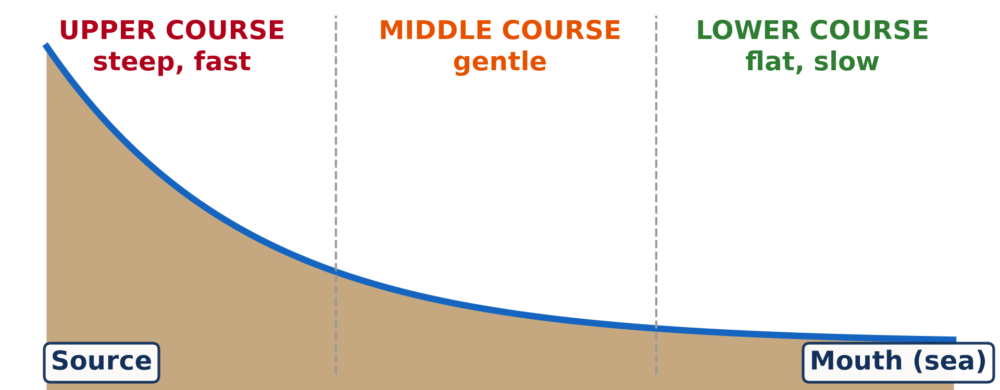 UPPER COURSE
steep, fast
MIDDLE COURSE
gentle
LOWER COURSE
flat, slow
Source
Mouth (sea)